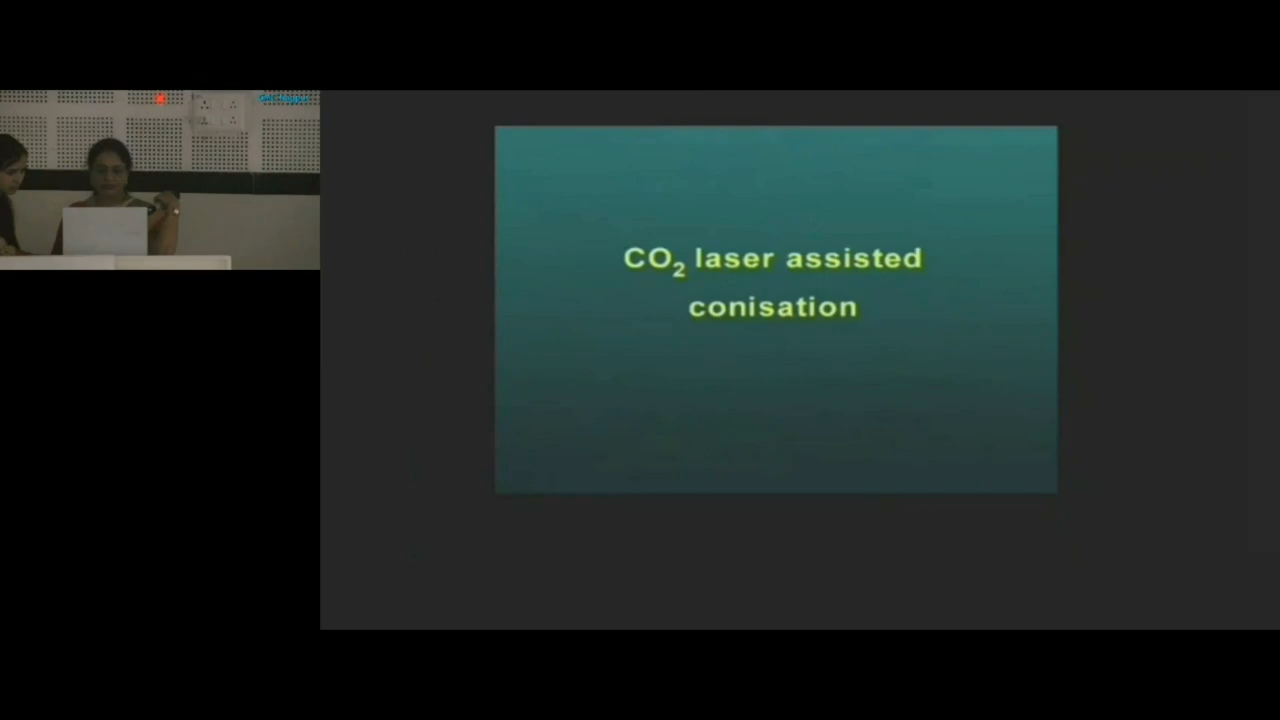 CO₂ laser assisted
conisation